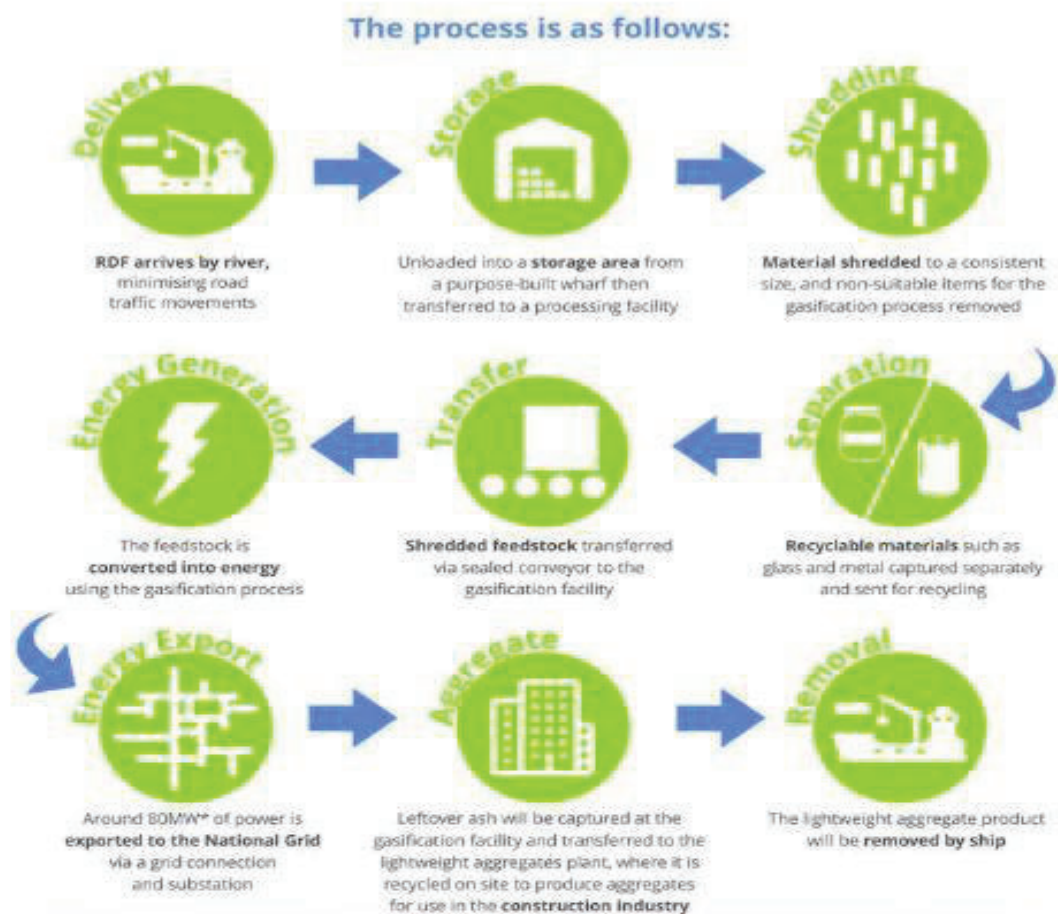 The process is as follows:
Delivery
RDF arrives by river,
minimising road
traffic movements
Storage
Unloaded into a storage area from
a purpose-built wharf then
transferred to a processing facility
Shredding
Material shredded to a consistent
size, and non-suitable items for the
gasification process removed
Separation
Recyclable materials such as
glass and metal captured separately
and sent for recycling
Transfer
Shredded feedstock transferred
via sealed conveyor to the
gasification facility
Energy Generation
The feedstock is
converted into energy
using the gasification process
Energy Export
Around 80MW* of power is
exported to the National Grid
via a grid connection
and substation
Aggregate
Leftover ash will be captured at the
gasification facility and transferred to the
lightweight aggregates plant, where it is
recycled on site to produce aggregates
for use in the construction industry
Removal
The lightweight aggregate product
will be removed by ship